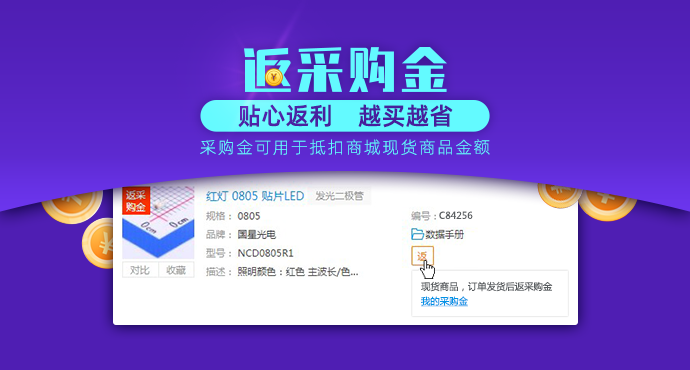 返采购金
贴心返利 越买越省
采购金可用于抵扣商城现货商品金额
返采
购金
红灯 0805 贴片LED 发光二极管
规格： 0805
编号：C84256
品牌： 国星光电
数据手册
型号： NCD0805R1
返
对比 收藏
描述： 照明颜色：红色 主波长/色...
现货商品，订单发货后返采购金
我的采购金
0cm
0cm